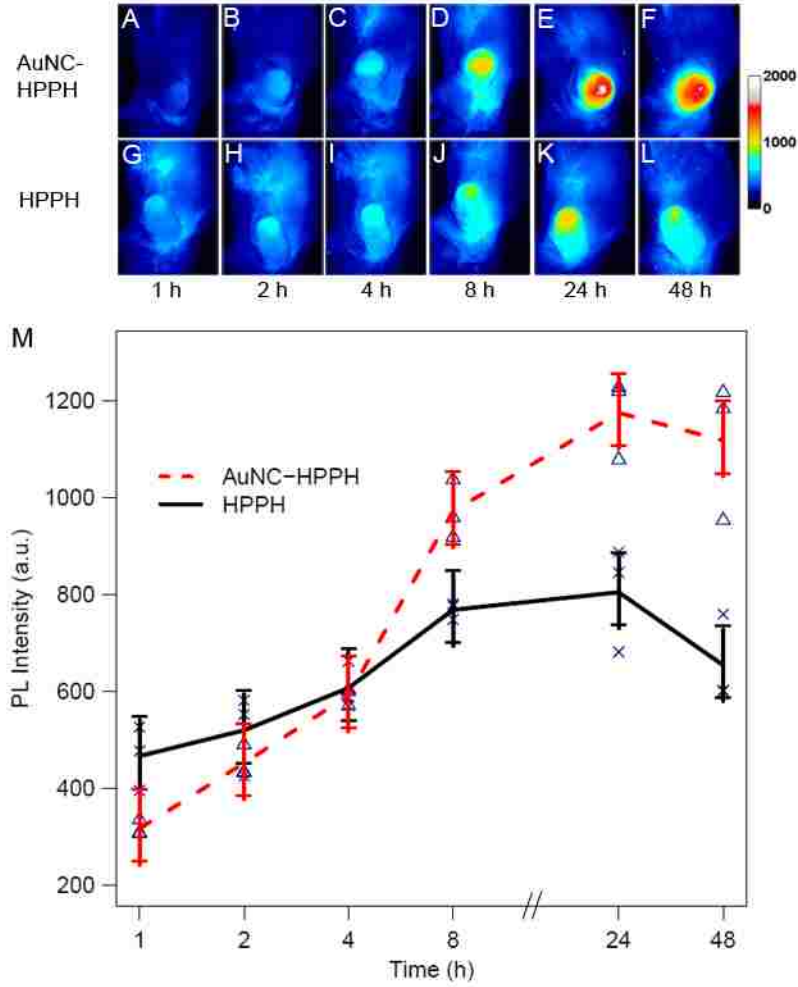 A B C D E F
AuNC-
HPPH
2000
1000
0
G H I J K L
HPPH
1 h 2 h 4 h 8 h 24 h 48 h
M
1200
1000
800
600
400
200
PL Intensity (a.u.)
AuNC−HPPH
HPPH
1 2 4 8 // 24 48
Time (h)